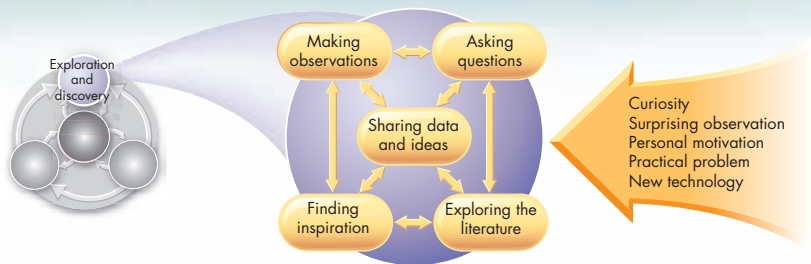 Exploration
and
discovery
Making
observations
Asking
questions
Sharing data
and ideas
Finding
inspiration
Exploring the
literature
Curiosity
Surprising observation
Personal motivation
Practical problem
New technology